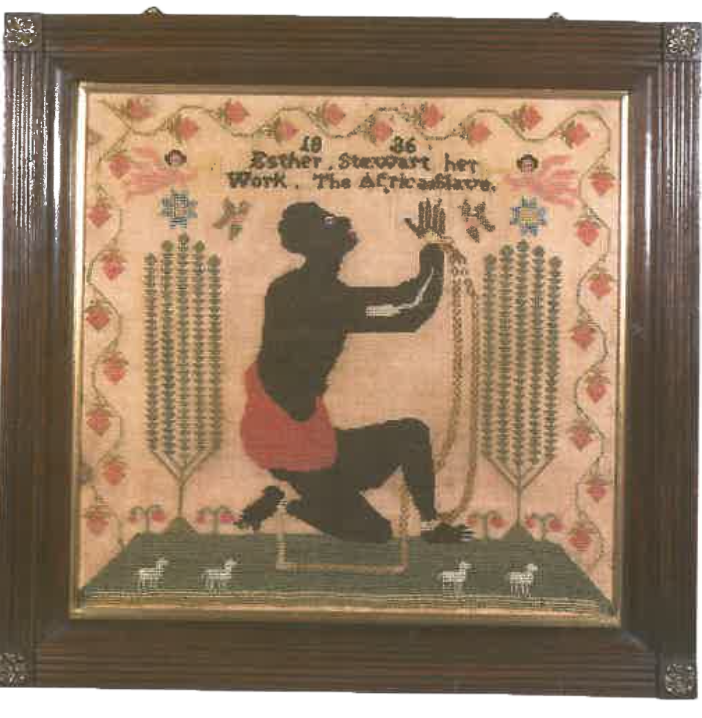 18 36
Esther . Stewart her
Work . The African Slave.